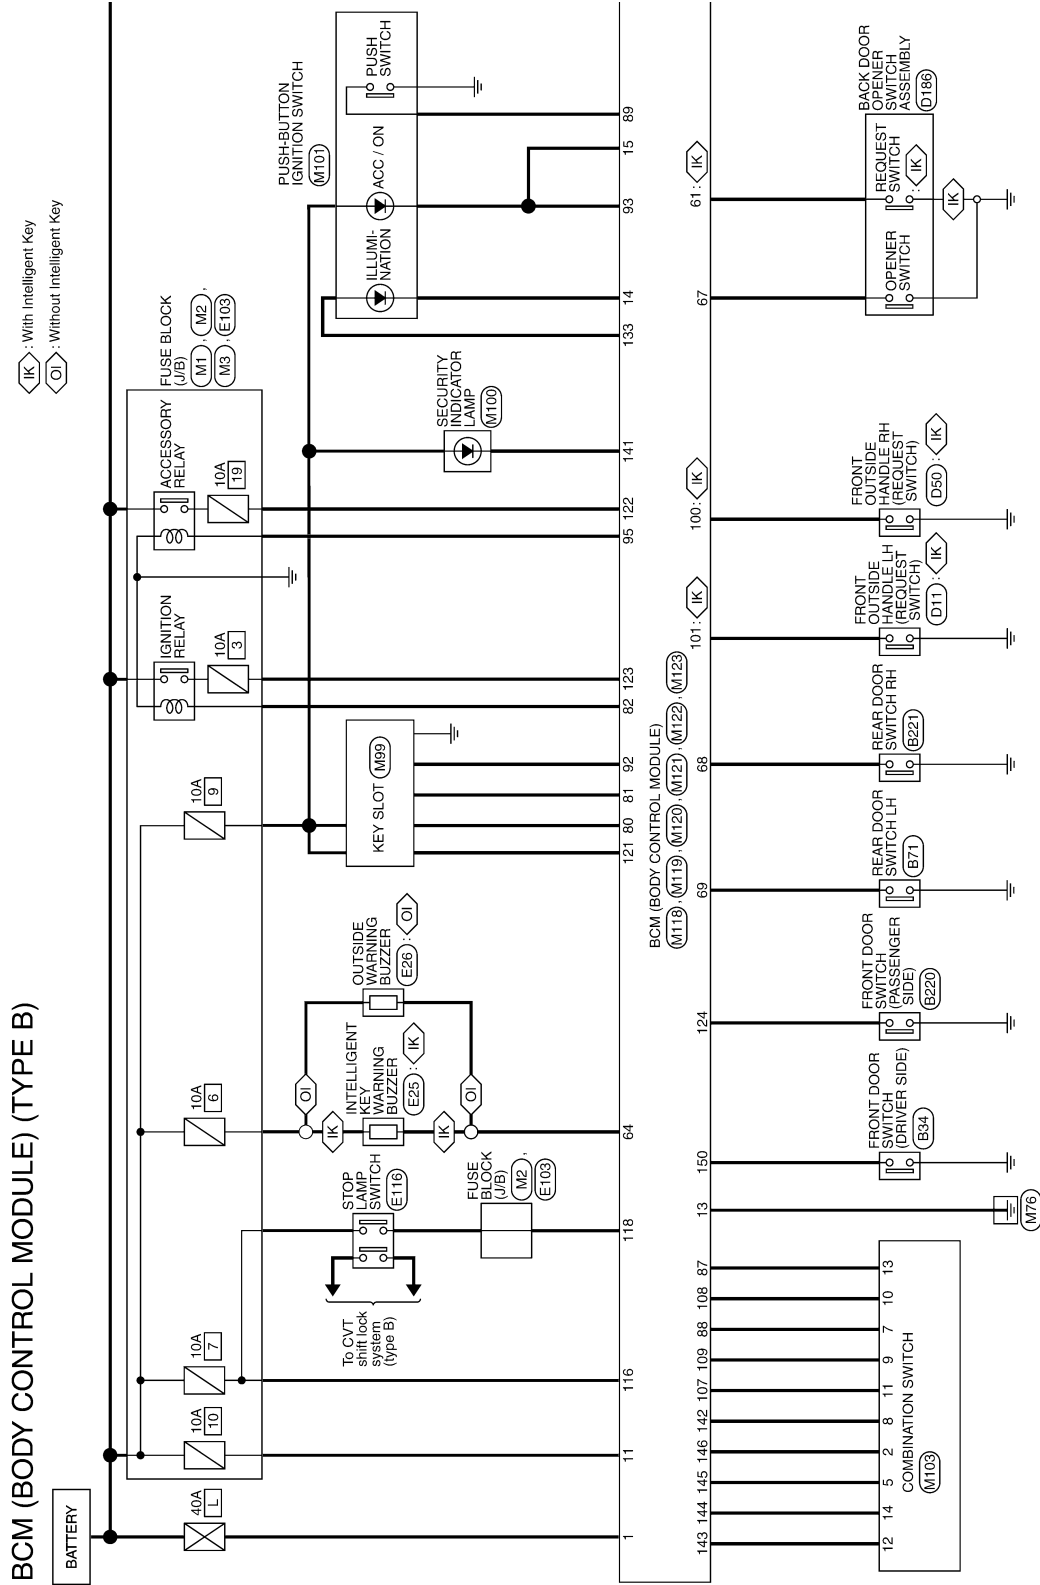 BCM (BODY CONTROL MODULE) (TYPE B)
IK : With Intelligent Key
OI : Without Intelligent Key
BATTERY
FUSE BLOCK
(J/B)
M1 , M2 ,
M3 , E103
40A
L
10A
10
10A
7
10A
6
10A
9
IGNITION
RELAY
10A
3
ACCESSORY
RELAY
10A
19
To CVT
shift lock
system
(type B)
STOP
LAMP
SWITCH
E116
FUSE
BLOCK
(J/B)
M2 ,
E103
OI
IK
INTELLIGENT
KEY
WARNING
BUZZER
E25 : IK
IK
OI
OUTSIDE
WARNING
BUZZER
E26 : OI
KEY SLOT M99
SECURITY
INDICATOR
LAMP
M100
PUSH-BUTTON
IGNITION SWITCH
M101
ILLUMI-
NATION
ACC / ON
PUSH
SWITCH
1 11 116 118 64 121 80 81 92 82 123 95 122 141 133 14 93 15 89
BCM (BODY CONTROL MODULE)
M118 , M119 , M120 , M121 , M122 , M123
143 144 145 146 142 107 109 88 108 87 13 150 124 69 68 101 : IK 100 : IK 67 61 : IK
12 14 5 2 8 11 9 7 10 13
COMBINATION SWITCH
M103
M76
FRONT DOOR
SWITCH
(DRIVER SIDE)
B34
FRONT DOOR
SWITCH
(PASSENGER
SIDE)
B220
REAR DOOR
SWITCH LH
B71
REAR DOOR
SWITCH RH
B221
FRONT
OUTSIDE
HANDLE LH
(REQUEST
SWITCH)
D11 : IK
FRONT
OUTSIDE
HANDLE RH
(REQUEST
SWITCH)
D50 : IK
OPENER
SWITCH
REQUEST
SWITCH
: IK
IK
BACK DOOR
OPENER
SWITCH
ASSEMBLY
D186